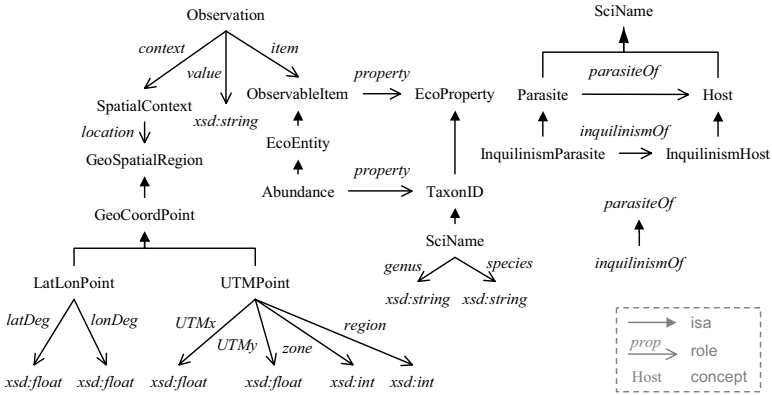 Observation
SciName
context
value
item
property
parasiteOf
SpatialContext
xsd:string
ObservableItem
EcoProperty
Parasite
Host
location
EcoEntity
inquilinismOf
GeoSpatialRegion
InquilinismParasite
InquilinismHost
Abundance
property
TaxonID
GeoCoordPoint
parasiteOf
SciName
inquilinismOf
genus
species
LatLonPoint
UTMPoint
xsd:string
xsd:string
latDeg
lonDeg
UTMx
UTMy
zone
region
xsd:float
xsd:float
xsd:float
xsd:float
xsd:int
xsd:int
isa
prop
role
Host
concept